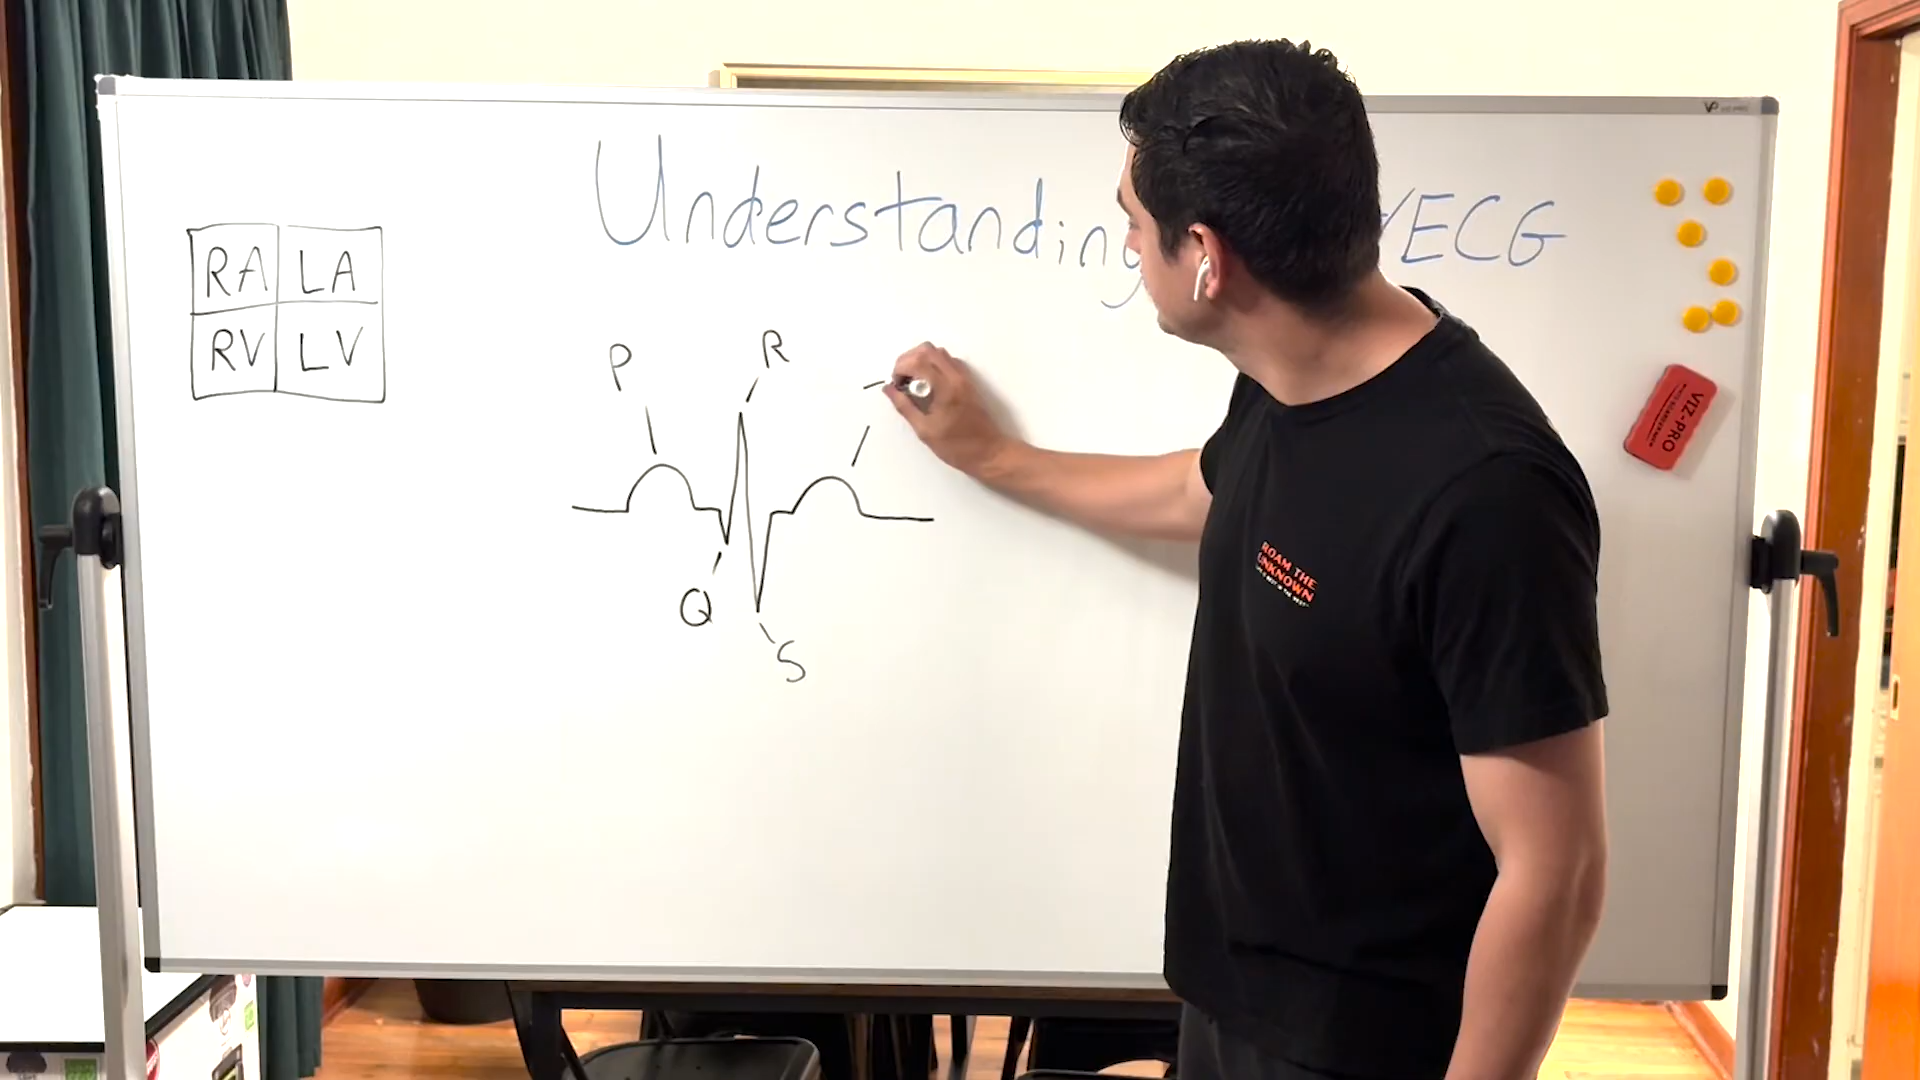 Understanding /ECG
RA LA
RV LV
P
R
Q
S
VIZ-PRO
ROAM THE
UNKNOWN